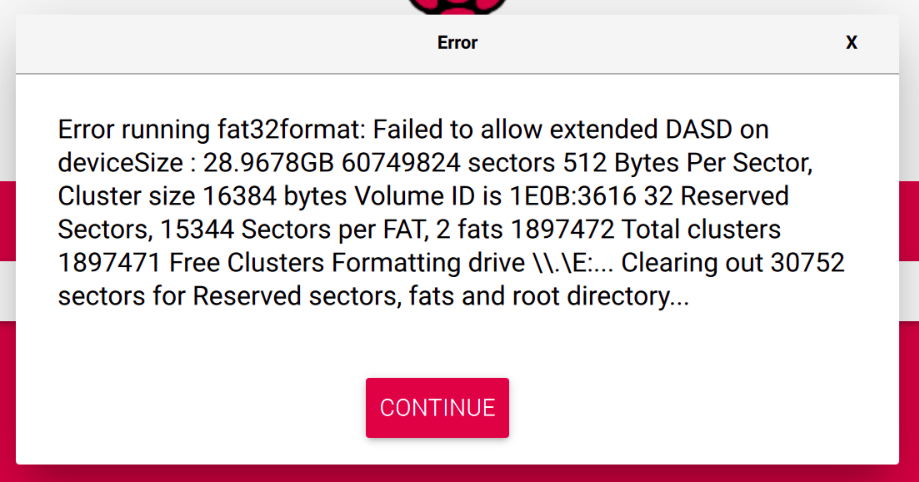 Error
X
Error running fat32format: Failed to allow extended DASD on
deviceSize : 28.9678GB 60749824 sectors 512 Bytes Per Sector,
Cluster size 16384 bytes Volume ID is 1E0B:3616 32 Reserved
Sectors, 15344 Sectors per FAT, 2 fats 1897472 Total clusters
1897471 Free Clusters Formatting drive \\.\E:... Clearing out 30752
sectors for Reserved sectors, fats and root directory...
CONTINUE